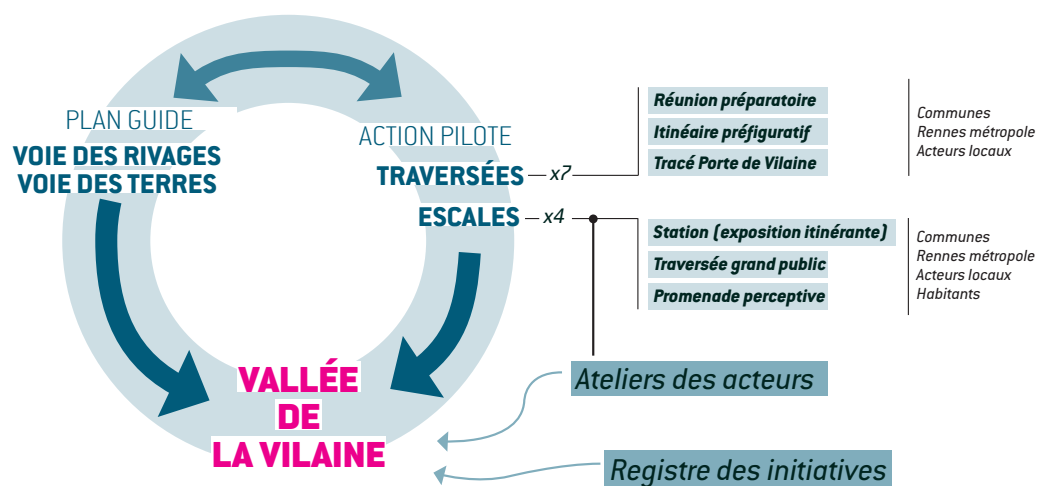 PLAN GUIDE
VOIE DES RIVAGES
VOIE DES TERRES
ACTION PILOTE
TRAVERSÉES
x7
ESCALES
x4
Réunion préparatoire
Itinéaire préfiguratif
Tracé Porte de Vilaine
Communes
Rennes métropole
Acteurs locaux
Station (exposition itinérante)
Traversée grand public
Promenade perceptive
Communes
Rennes métropole
Acteurs locaux
Habitants
VALLÉE
DE
LA VILAINE
Ateliers des acteurs
Registre des initiatives